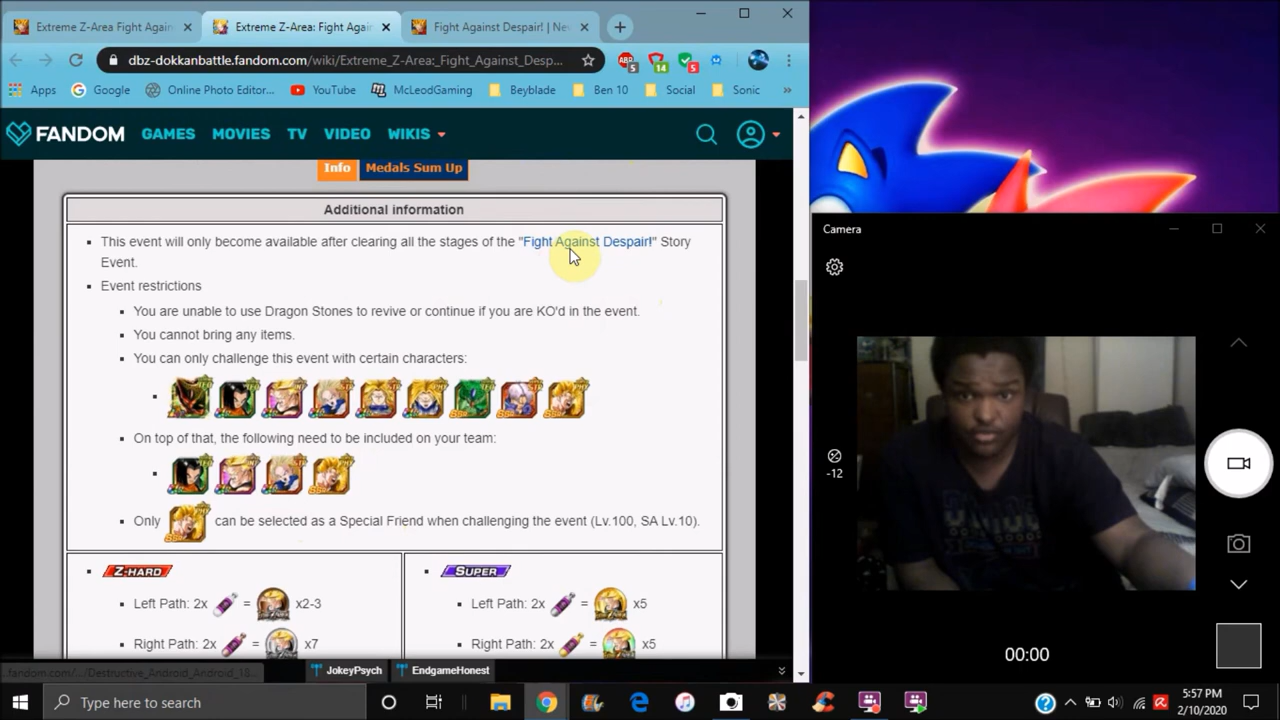 Extreme Z-Area Fight Again
Extreme Z-Area: Fight Agai
Fight Against Despair! | Ne
dbz-dokkanbattle.fandom.com/wiki/Extreme_Z-Area:_Fight_Against_Desp...
5
14
5
Apps
Google
Online Photo Editor...
YouTube
McLeodGaming
Beyblade
Ben 10
Social
Sonic
»
FANDOM
GAMES
MOVIES
TV
VIDEO
WIKIS
Info
Medals Sum Up
Additional information
This event will only become available after clearing all the stages of the "Fight Against Despair!" Story
Event.
Event restrictions
You are unable to use Dragon Stones to revive or continue if you are KO'd in the event.
You cannot bring any items.
You can only challenge this event with certain characters:
On top of that, the following need to be included on your team:
Only can be selected as a Special Friend when challenging the event (Lv.100, SA Lv.10).
Z-HARD
Left Path: 2x = x2-3
Right Path: 2x = x7
SUPER
Left Path: 2x = x5
Right Path: 2x = x5
.fandom.com/.../Destructive_Android_Android_18...
JokeyPsych
EndgameHonest
Camera
-12
00:00
Type here to search
5:57 PM
2/10/2020